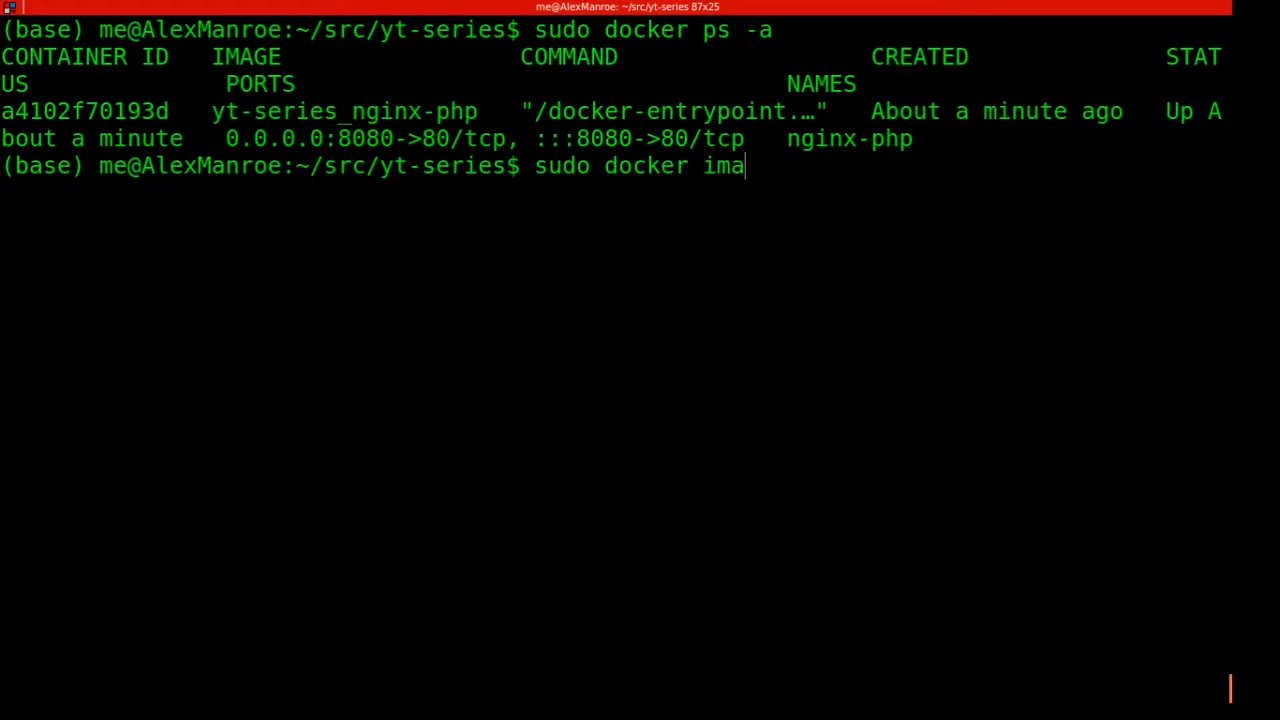 me@AlexManroe: ~/src/yt-series 87x25
(base) me@AlexManroe:~/src/yt-series$ sudo docker ps -a
CONTAINER ID   IMAGE                 COMMAND                  CREATED              STAT
US              PORTS                                   NAMES
a4102f70193d   yt-series_nginx-php   "/docker-entrypoint.…"   About a minute ago   Up A
bout a minute   0.0.0.0:8080->80/tcp, :::8080->80/tcp   nginx-php
(base) me@AlexManroe:~/src/yt-series$ sudo docker ima